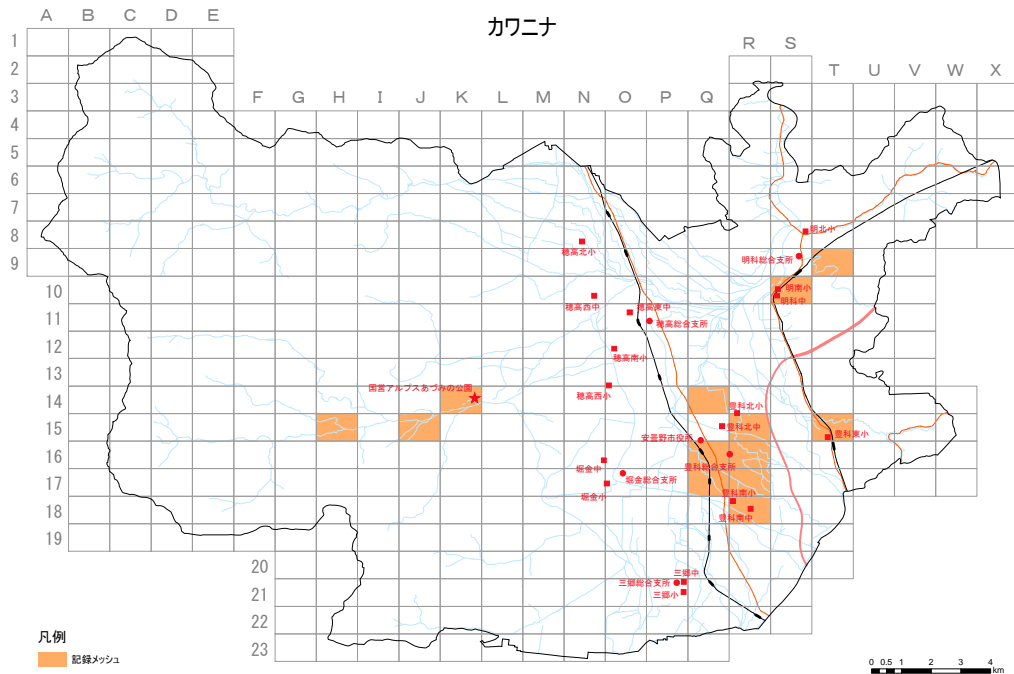 カワニナ
A B C D E
R S
T U V W X
F G H I J K L M N O P Q
1
2
3
4
5
6
7
8
9
10
11
12
13
14
15
16
17
18
19
20
21
22
23
明北小
穂高北小
明科総合支所
明南小
明科中
穂高西中
穂高東中
穂高総合支所
穂高南小
国営アルプスあづみの公園
穂高西小
豊科北小
豊科北中
安曇野市役所
豊科東小
豊科総合支所
堀金中
堀金総合支所
堀金小
豊科南小
豊科南中
三郷中
三郷総合支所
三郷小
凡例
記録メッシュ
0 0.5 1 2 3 4
km